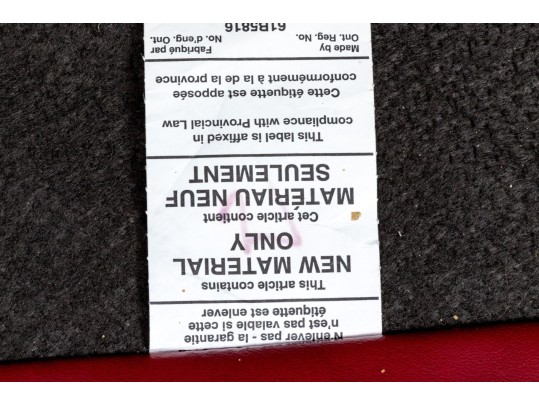 N'enlever pas - la garantie
n'est pas valable si cette
étiquette est enlever
This article contains
NEW MATERIAL
ONLY
Cet article contient
MATÉRIAU NEUF
SEULEMENT
This label is affixed in
compliance with Provincial Law
Cette étiquette est apposée
conformément à la de la province
Made by Fabriqué par
Ont. Reg. No. No. d'eng. Ont.
61B5816